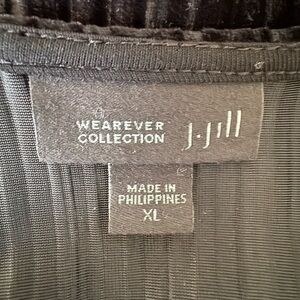 WEAREVER
COLLECTION
J.Jill
MADE IN
PHILIPPINES
XL